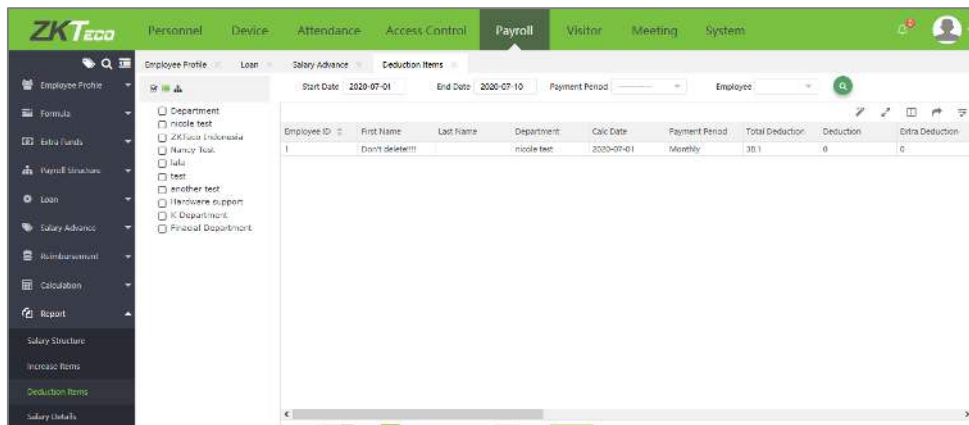 ZKTECO Personnel Device Attendance Access Control Payroll Visitor Meeting System
Employee Profile Loan Salary Advance Deduction Items
Start Date 2020-07-01 End Date 2020-07-10 Payment Period --------- Employee
Employee Profile
Formula
Extra Funds
Payroll Structure
Loan
Salary Advance
Reimbursement
Calculation
Report
Salary Structure
Increase Items
Deduction Items
Salary Details
Department
nicole test
ZKTeco Indonesia
Nancy Test
lala
test
enother test
Hardware support
K Department
Finacial Department
Employee ID First Name Last Name Department Calc Date Payment Period Total Deduction Deduction Extra Deduction
1 Don't delete!!!! nicole test 2020-07-01 Monthly 38.1 0 0